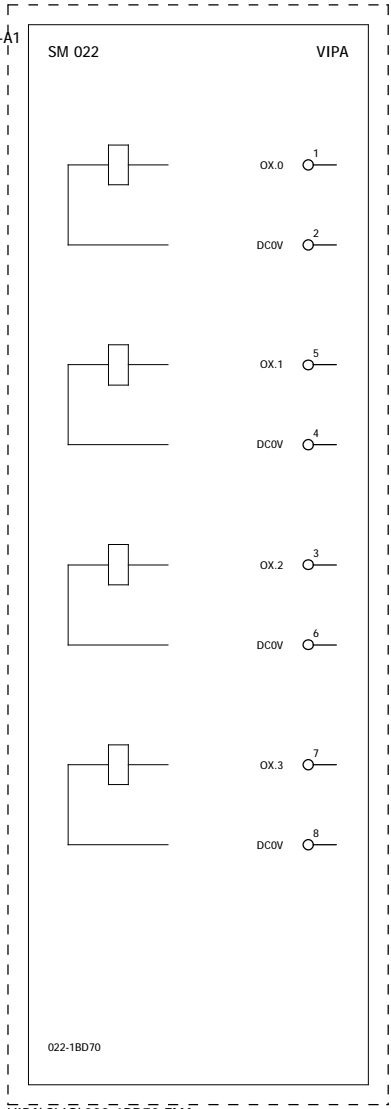 -A1
SM 022 VIPA
1
OX.0
2
DC0V
5
OX.1
4
DC0V
3
OX.2
6
DC0V
7
OX.3
8
DC0V
022-1BD70